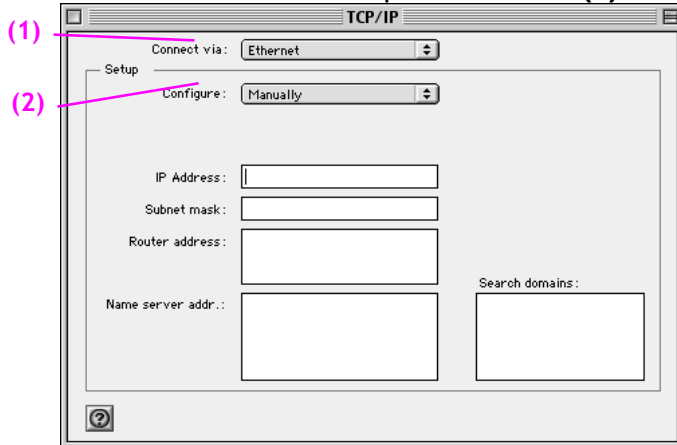 TCP/IP
(1)
Connect via: Ethernet
Setup
(2)
Configure: Manually
IP Address:
Subnet mask:
Router address:
Search domains:
Name server addr.:
?